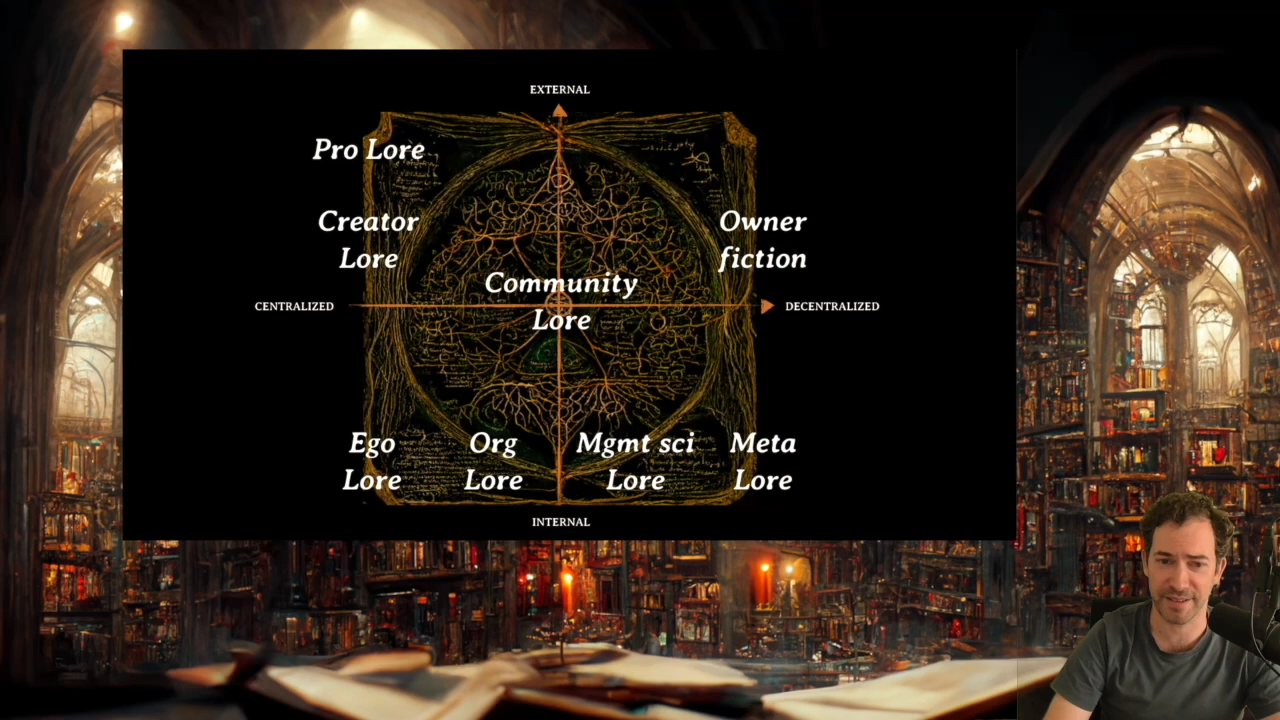 EXTERNAL
Pro Lore
Creator
Lore
Owner
fiction
Community
Lore
CENTRALIZED
DECENTRALIZED
Ego
Lore
Org
Lore
Mgmt sci
Lore
Meta
Lore
INTERNAL